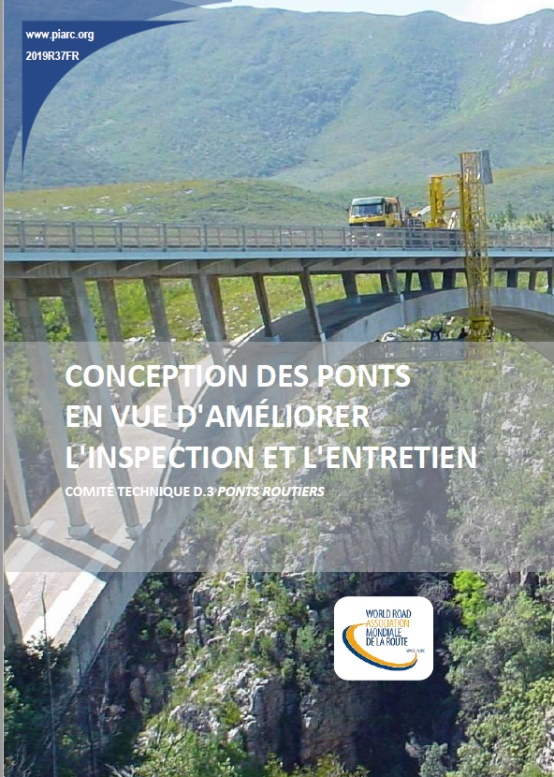 www.piarc.org
2019R37FR
CONCEPTION DES PONTS
EN VUE D'AMÉLIORER
L'INSPECTION ET L'ENTRETIEN
COMITÉ TECHNIQUE D.3 PONTS ROUTIERS
WORLD ROAD
ASSOCIATION
MONDIALE
DE LA ROUTE